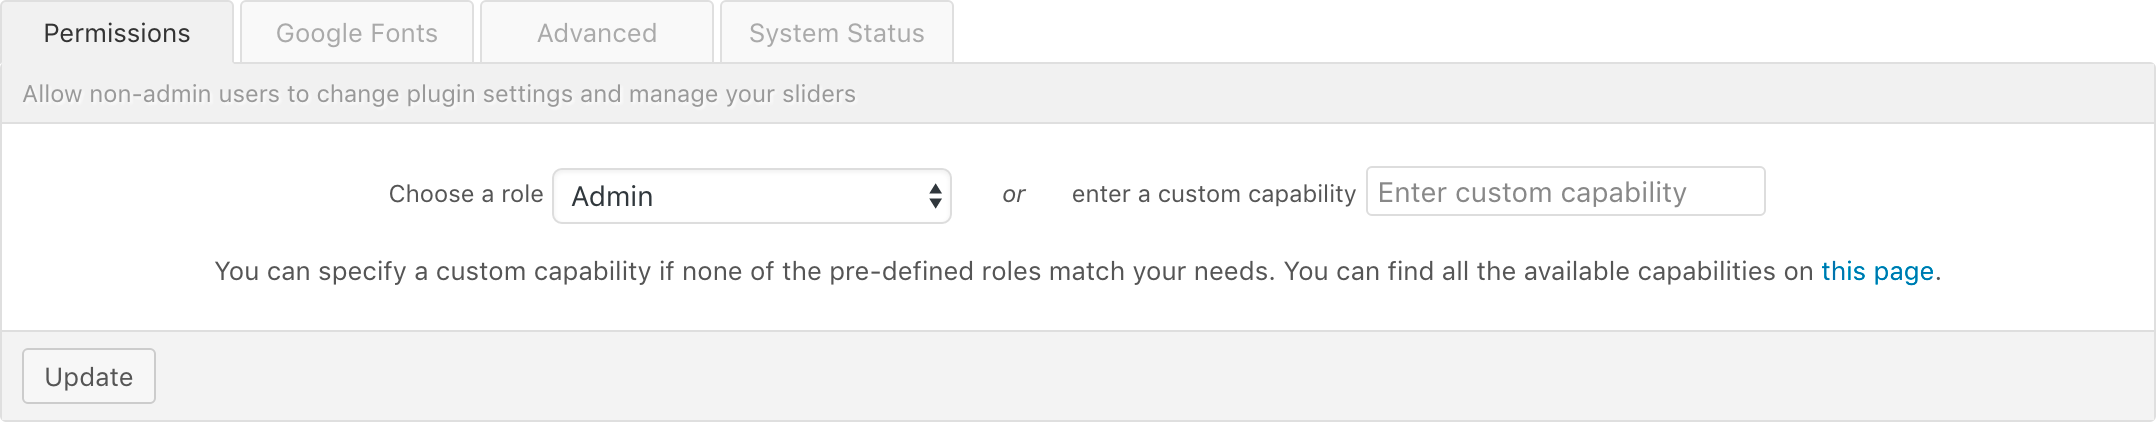 Permissions Google Fonts Advanced System Status
Allow non-admin users to change plugin settings and manage your sliders
Choose a role Admin or enter a custom capability Enter custom capability
You can specify a custom capability if none of the pre-defined roles match your needs. You can find all the available capabilities on this page.
Update